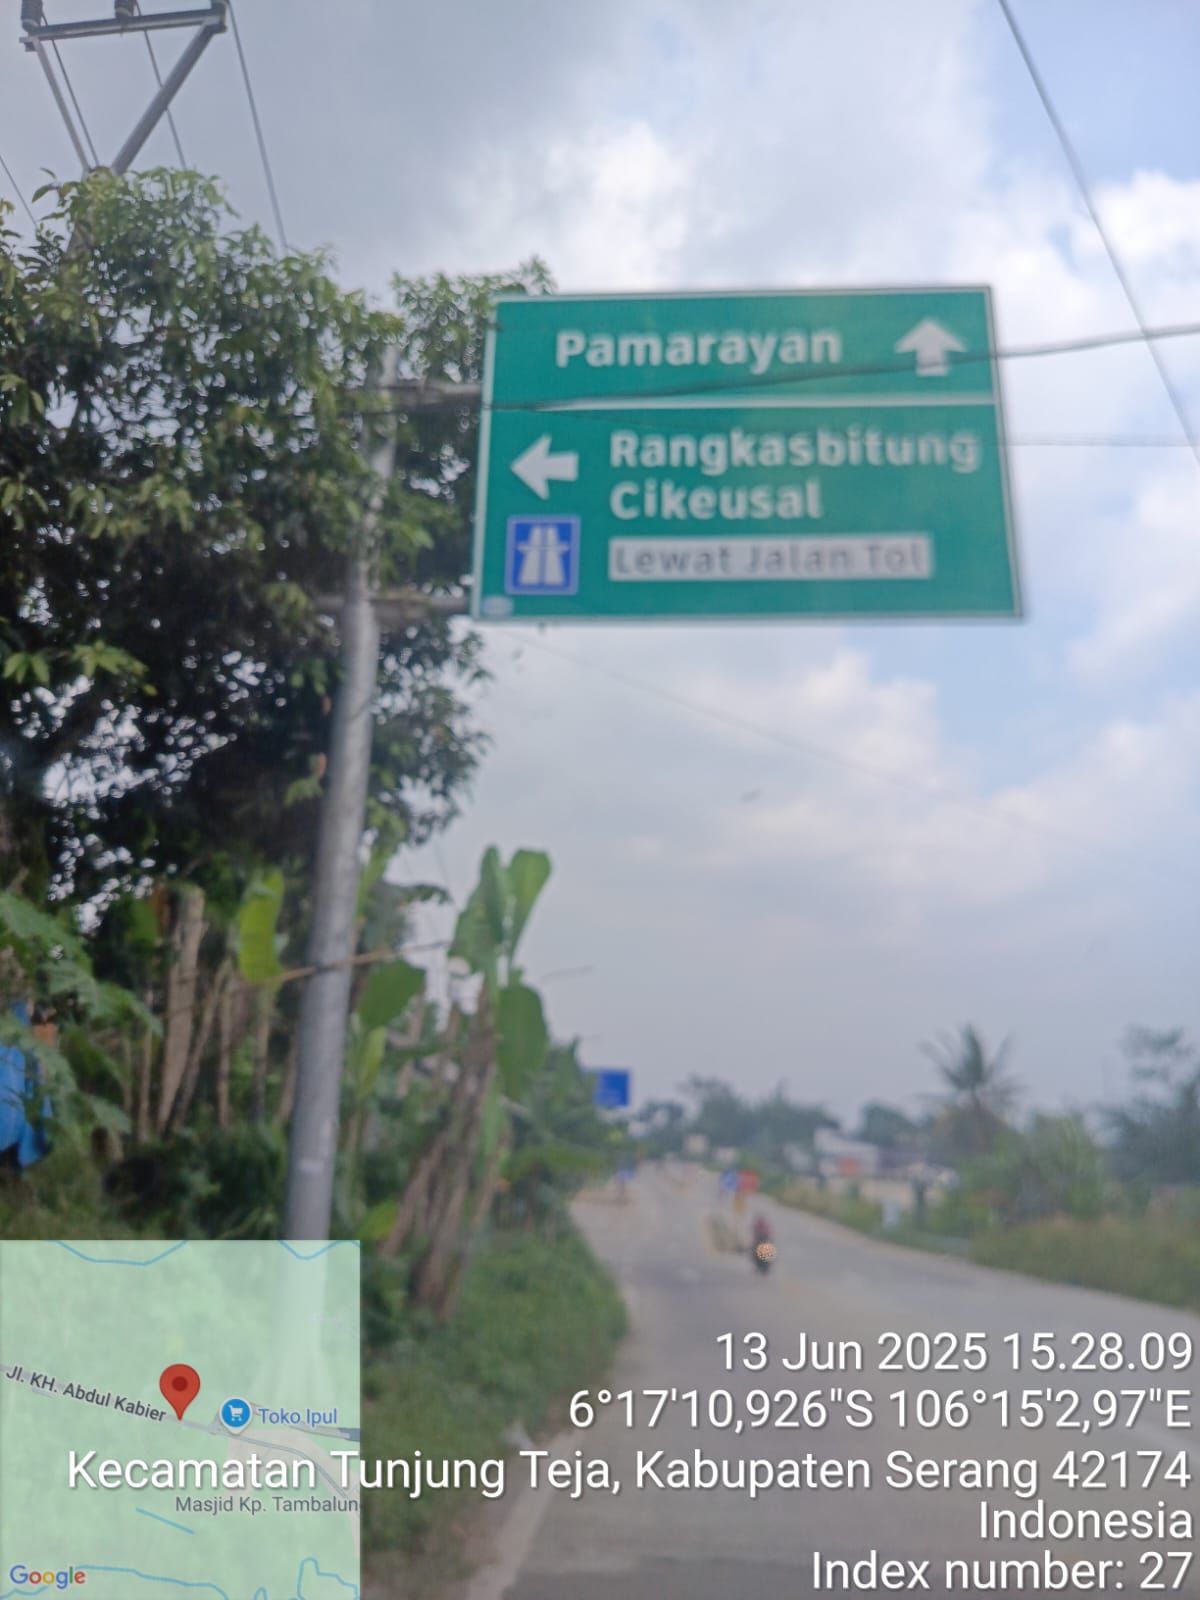 Pamarayan
Rangkasbitung
Cikeusal
Lewat Jalan Tol
13 Jun 2025 15.28.09
6°17'10,926"S 106°15'2,97"E
Kecamatan Tunjung Teja, Kabupaten Serang 42174
Indonesia
Index number: 27
Jl. KH. Abdul Kabier
Toko Ipul
Masjid Kp. Tambalun
Google